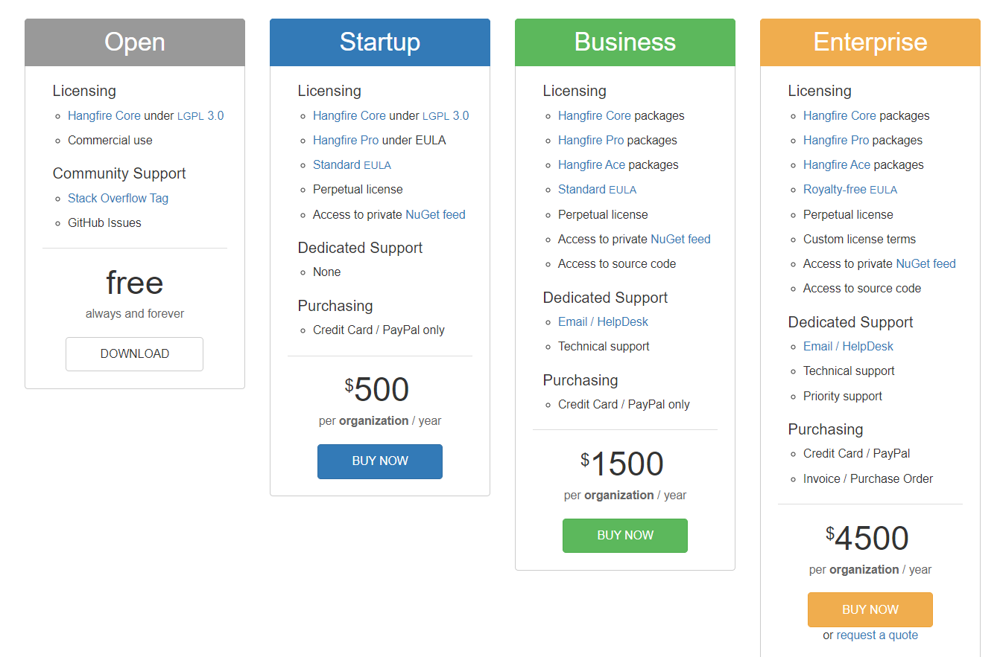 Open
Licensing
Hangfire Core under LGPL 3.0
Commercial use
Community Support
Stack Overflow Tag
GitHub Issues
free
always and forever
DOWNLOAD
Startup
Licensing
Hangfire Core under LGPL 3.0
Hangfire Pro under EULA
Standard EULA
Perpetual license
Access to private NuGet feed
Dedicated Support
None
Purchasing
Credit Card / PayPal only
$500
per organization / year
BUY NOW
Business
Licensing
Hangfire Core packages
Hangfire Pro packages
Hangfire Ace packages
Standard EULA
Perpetual license
Access to private NuGet feed
Access to source code
Dedicated Support
Email / HelpDesk
Technical support
Purchasing
Credit Card / PayPal only
$1500
per organization / year
BUY NOW
Enterprise
Licensing
Hangfire Core packages
Hangfire Pro packages
Hangfire Ace packages
Royalty-free EULA
Perpetual license
Custom license terms
Access to private NuGet feed
Access to source code
Dedicated Support
Email / HelpDesk
Technical support
Priority support
Purchasing
Credit Card / PayPal
Invoice / Purchase Order
$4500
per organization / year
BUY NOW
or request a quote